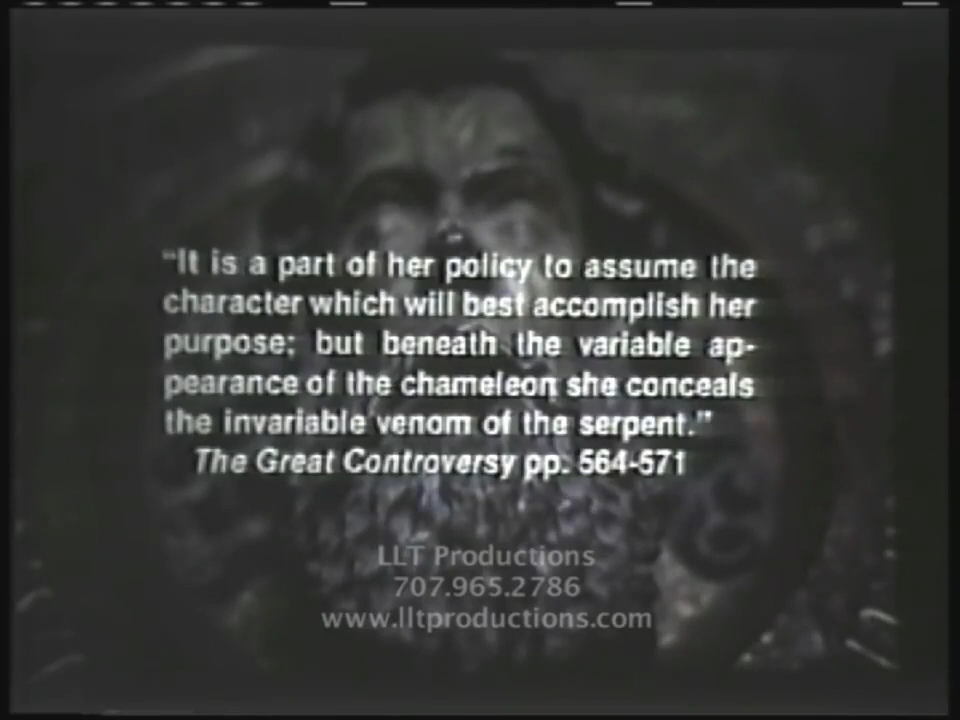 "It is a part of her policy to assume the
character which will best accomplish her
purpose; but beneath the variable ap-
pearance of the chameleon she conceals
the invariable venom of the serpent."
The Great Controversy pp. 564-571
LLT Productions
707.965.2786
www.lltproductions.com